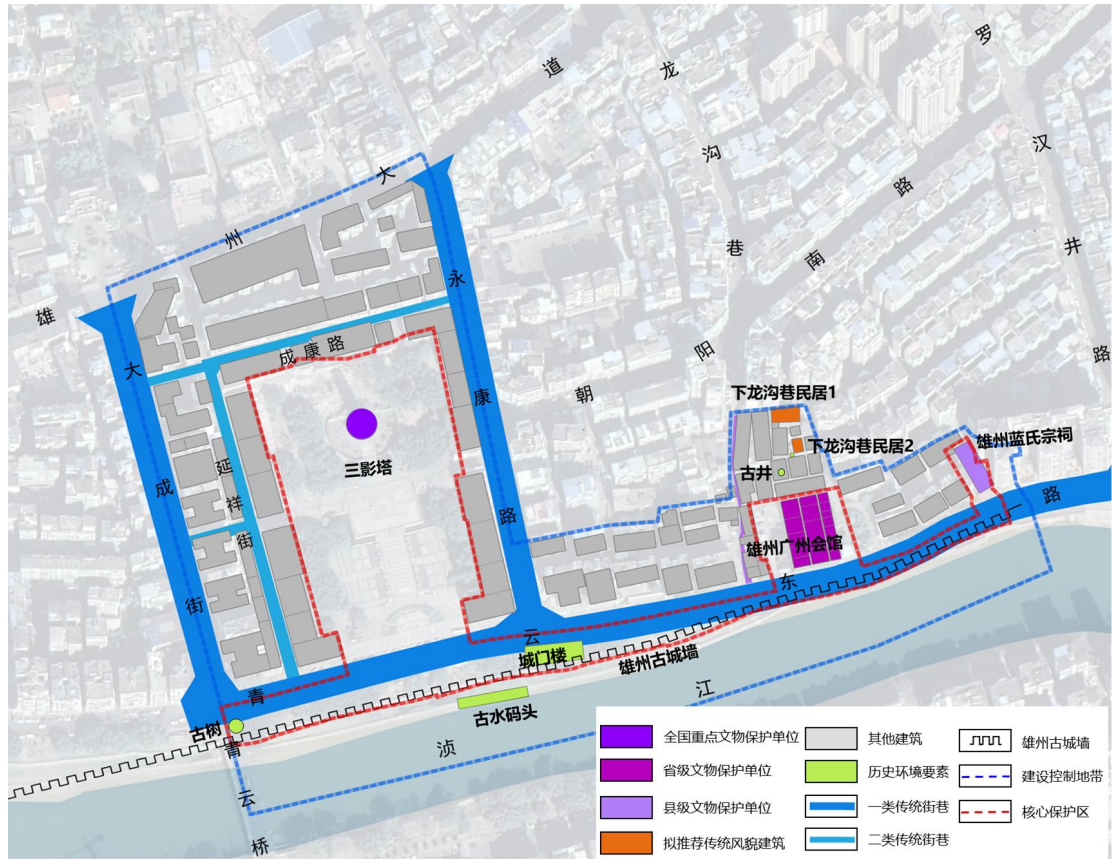 雄州大道
龙沟巷
朝阳南路
罗汉井路
大成街
永康路
成康路
延祥街
三影塔
下龙沟巷民居1
下龙沟巷民居2
古井
雄州蓝氏宗祠
雄州广州会馆
青云东路
城门楼
雄州古城墙
古水码头
古树
青云桥
浈江
全国重点文物保护单位
省级文物保护单位
县级文物保护单位
拟推荐传统风貌建筑
其他建筑
历史环境要素
一类传统街巷
二类传统街巷
雄州古城墙
建设控制地带
核心保护区